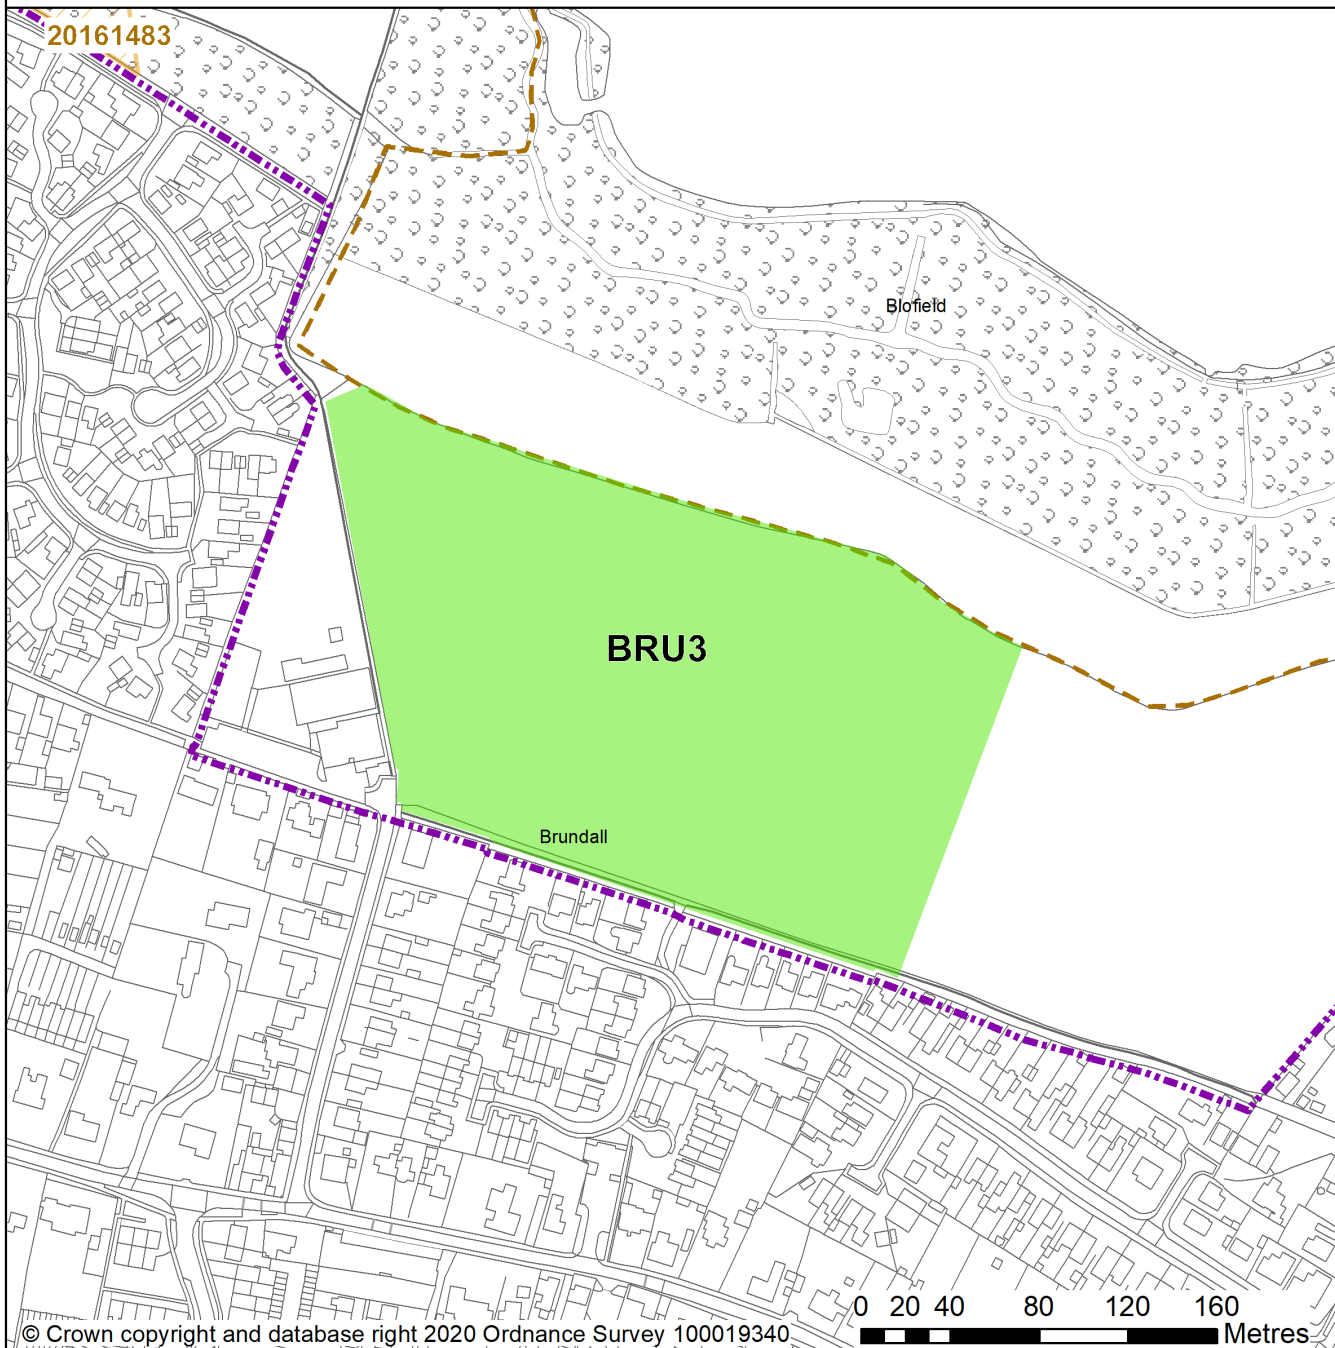 20161483
Blofield
BRU3
Brundall
0 20 40 80 120 160
Metres
© Crown copyright and database right 2020 Ordnance Survey 100019340